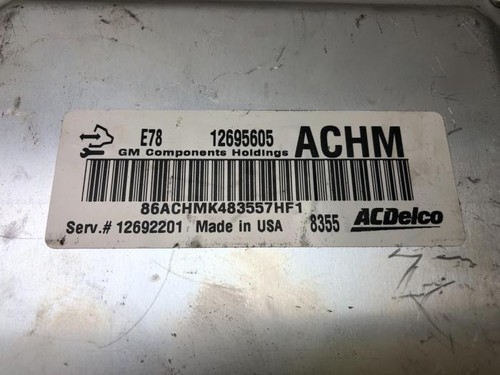 E78 12695605 ACHM
GM Components Holdings
86ACHMK483557HF1
Serv.# 12692201 Made in USA 8355 ACDelco